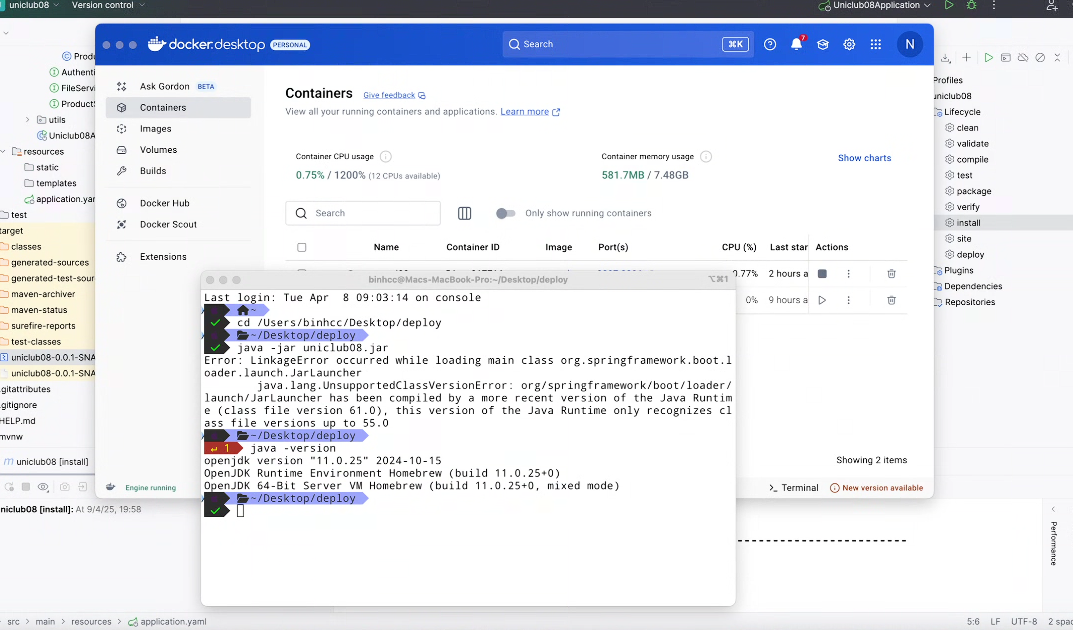 uniclub08
Version control
Uniclub08Application
docker.desktop PERSONAL
Search
⌘K
7
N
Produ
Authenti
FileServi
ProductS
utils
Uniclub08A
resources
static
templates
application.yar
test
target
classes
generated-sources
generated-test-sour
maven-archiver
maven-status
surefire-reports
test-classes
uniclub08-0.0.1-SNA
uniclub08-0.0.1-SNA
.gitattributes
.gitignore
HELP.md
mvnw
uniclub08 [install]
uniclub08 [install]: At 9/4/25, 19:58
Ask Gordon BETA
Containers
Images
Volumes
Builds
Docker Hub
Docker Scout
Extensions
Containers Give feedback
View all your running containers and applications. Learn more
Container CPU usage
0.75% / 1200% (12 CPUs available)
Container memory usage
581.7MB / 7.48GB
Show charts
Search
Only show running containers
Name Container ID Image Port(s) CPU (%) Last star Actions
0.77% 2 hours a
0% 9 hours a
Showing 2 items
Engine running
Terminal
New version available
binhcc@Macs-MacBook-Pro:~/Desktop/deploy
⌥⌘1
Last login: Tue Apr 8 09:03:14 on console
~
cd /Users/binhcc/Desktop/deploy
~/Desktop/deploy
java -jar uniclub08.jar
Error: LinkageError occurred while loading main class org.springframework.boot.l
oader.launch.JarLauncher
java.lang.UnsupportedClassVersionError: org/springframework/boot/loader/
launch/JarLauncher has been compiled by a more recent version of the Java Runtim
e (class file version 61.0), this version of the Java Runtime only recognizes cl
ass file versions up to 55.0
~/Desktop/deploy
1 java -version
openjdk version "11.0.25" 2024-10-15
OpenJDK Runtime Environment Homebrew (build 11.0.25+0)
OpenJDK 64-Bit Server VM Homebrew (build 11.0.25+0, mixed mode)
~/Desktop/deploy
Profiles
uniclub08
Lifecycle
clean
validate
compile
test
package
verify
install
site
deploy
Plugins
Dependencies
Repositories
Performance
src > main > resources > application.yaml
5:6 LF UTF-8 2 spac